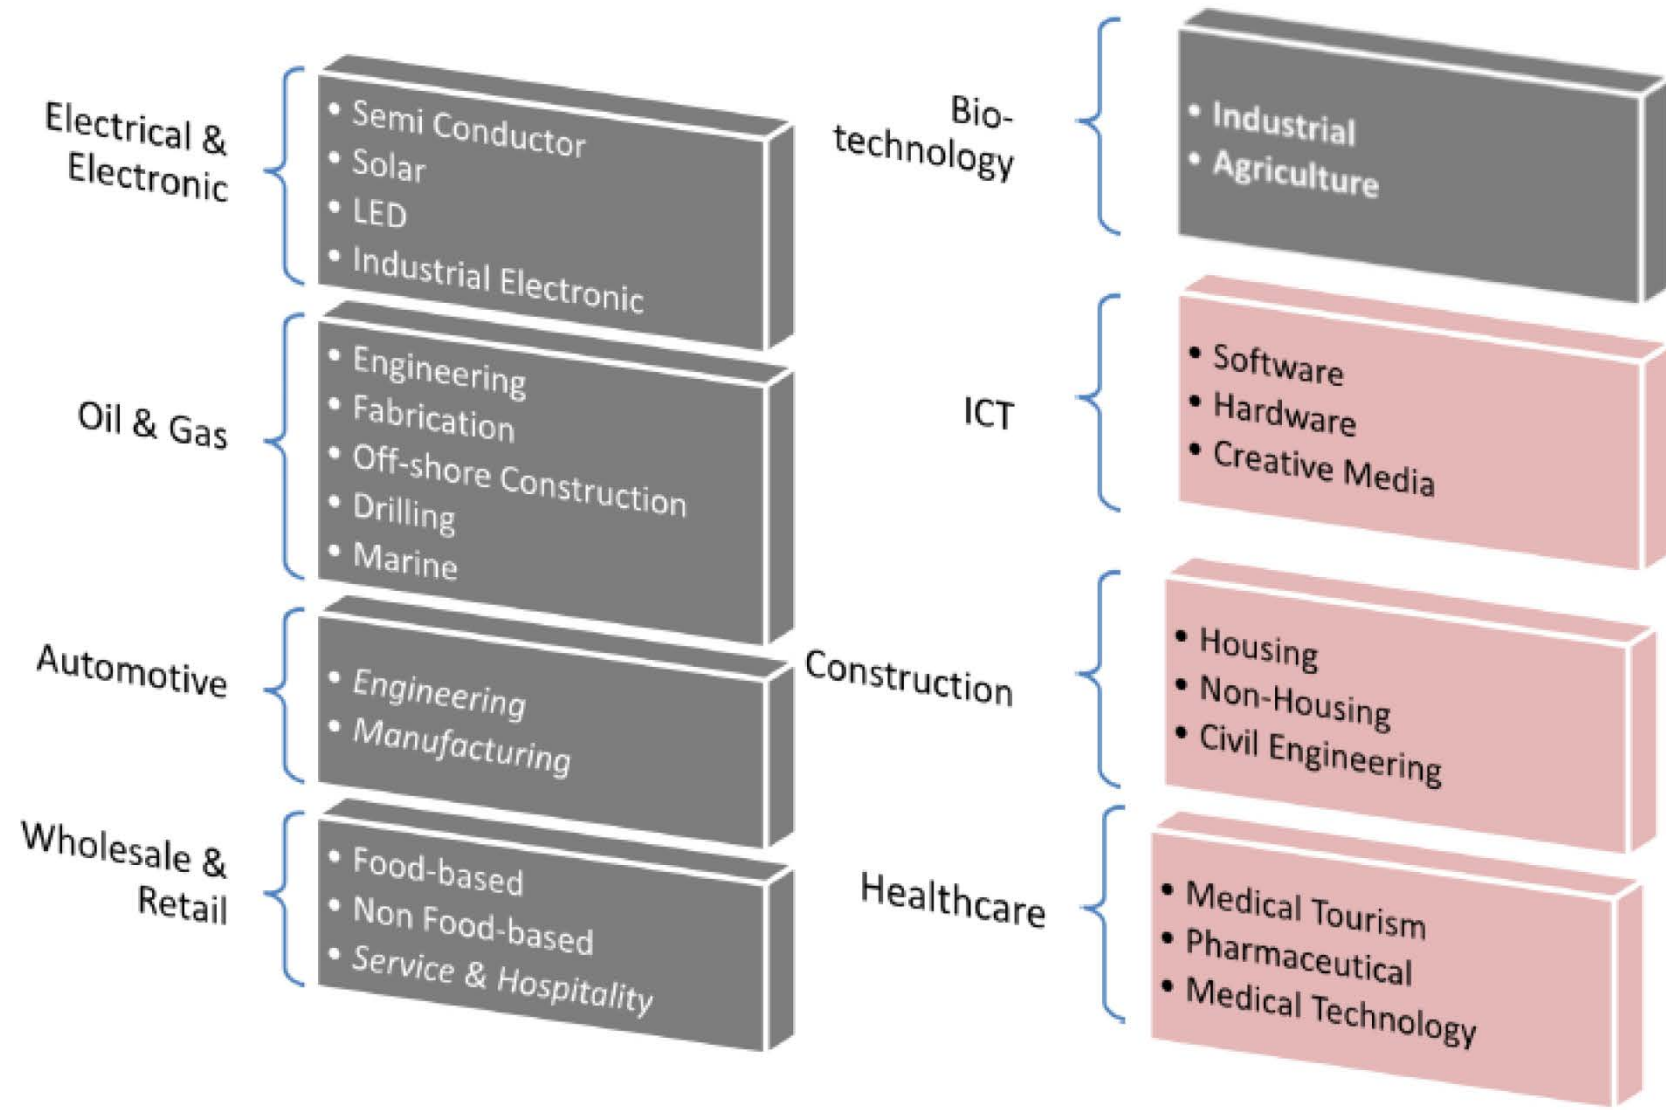 Electrical &
Electronic
• Semi Conductor
• Solar
• LED
• Industrial Electronic
Oil & Gas
• Engineering
• Fabrication
• Off-shore Construction
• Drilling
• Marine
Automotive
• Engineering
• Manufacturing
Wholesale &
Retail
• Food-based
• Non Food-based
• Service & Hospitality
Bio-
technology
• Industrial
• Agriculture
ICT
• Software
• Hardware
• Creative Media
Construction
• Housing
• Non-Housing
• Civil Engineering
Healthcare
• Medical Tourism
• Pharmaceutical
• Medical Technology